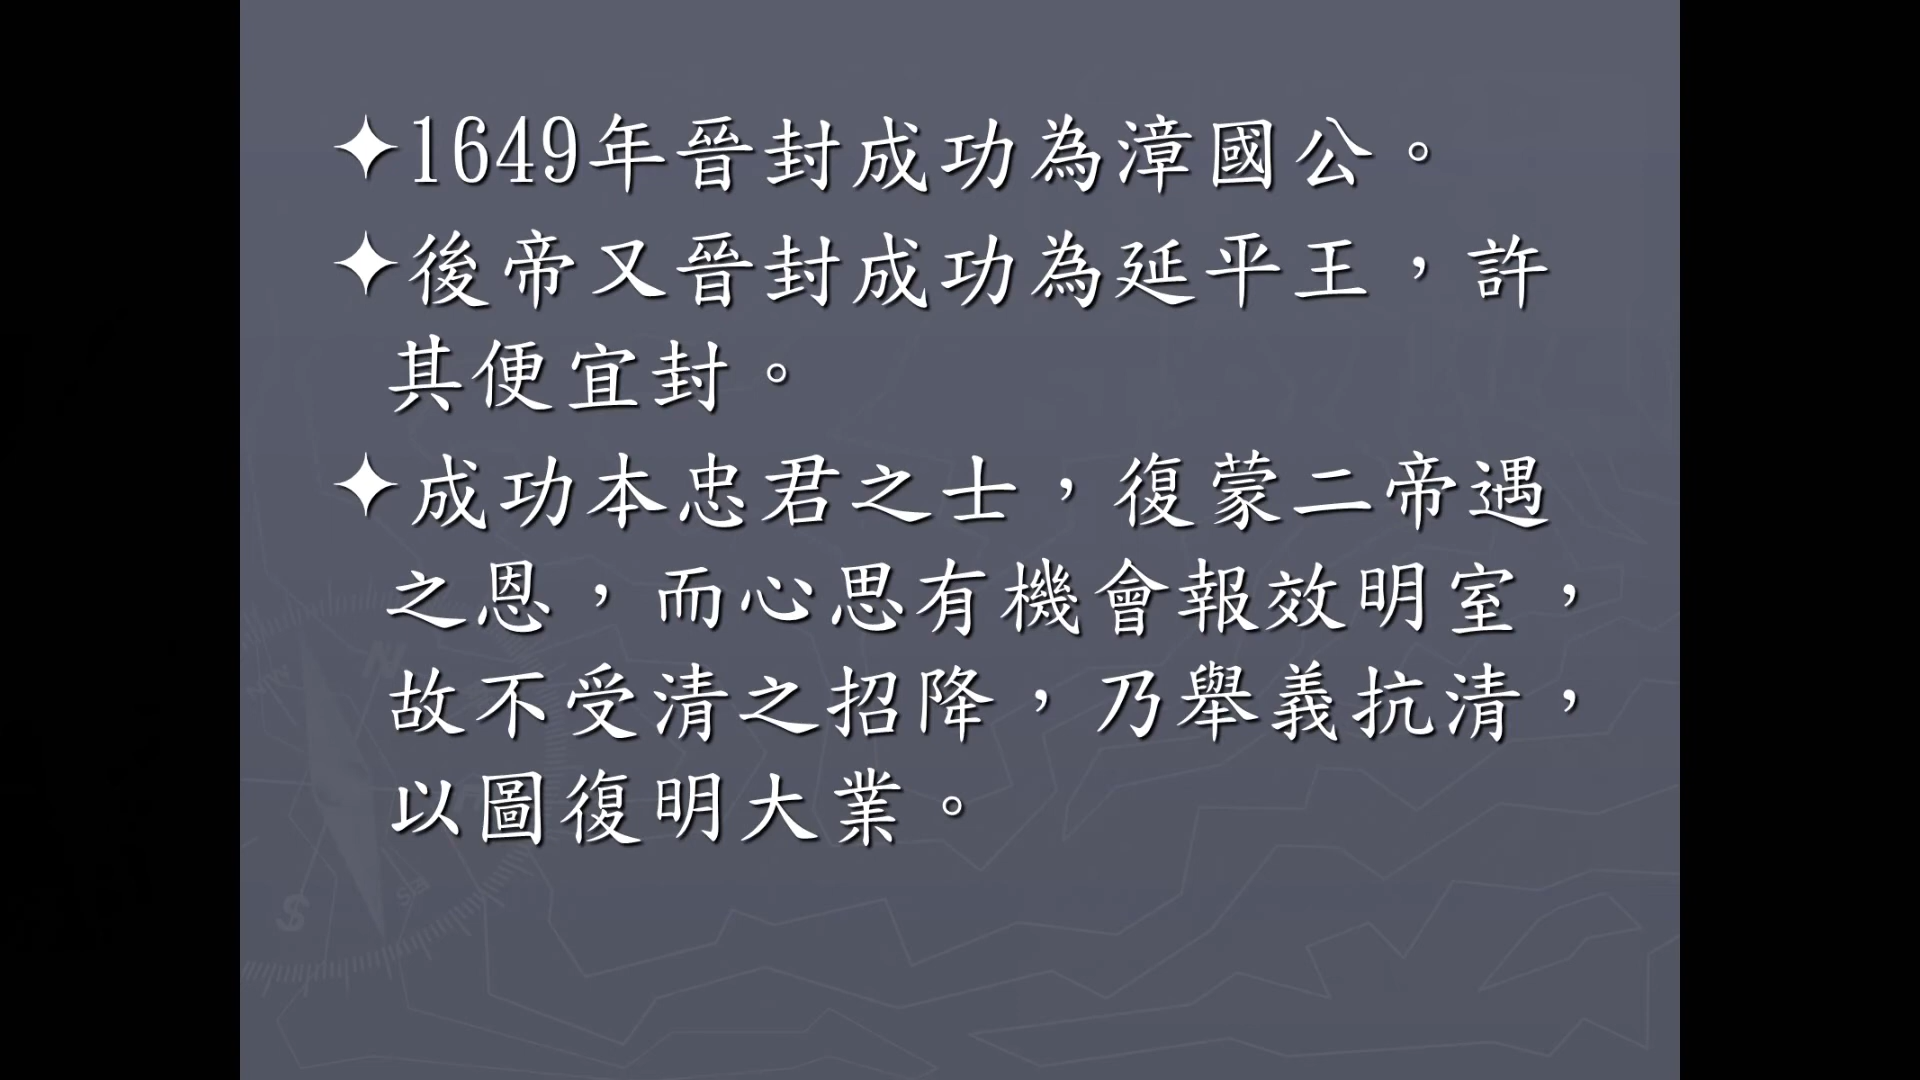 ✦1649年晉封成功為漳國公。
✦後帝又晉封成功為延平王，許
其便宜封。
✦成功本忠君之士，復蒙二帝遇
之恩，而心思有機會報效明室，
故不受清之招降，乃舉義抗清，
以圖復明大業。
N
NW
S
SE